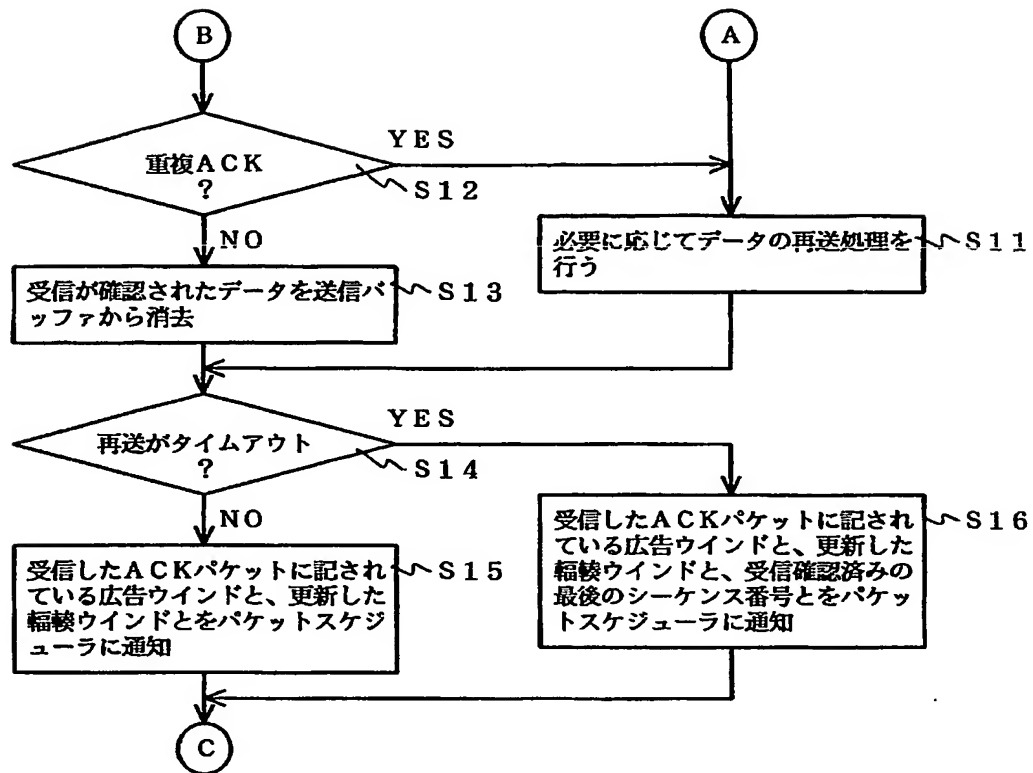 B
A
YES
重複ACK
?
S12
NO
必要に応じてデータの再送処理を
行う
S11
受信が確認されたデータを送信バ
ッファから消去
S13
YES
再送がタイムアウト
?
S14
NO
受信したACKパケットに記され
ている広告ウインドと、更新した
輻輳ウインドとをパケットスケジ
ューラに通知
S15
受信したACKパケットに記され
ている広告ウインドと、更新した
輻輳ウインドと、受信確認済みの
最後のシーケンス番号とをパケッ
トスケジューラに通知
S16
C